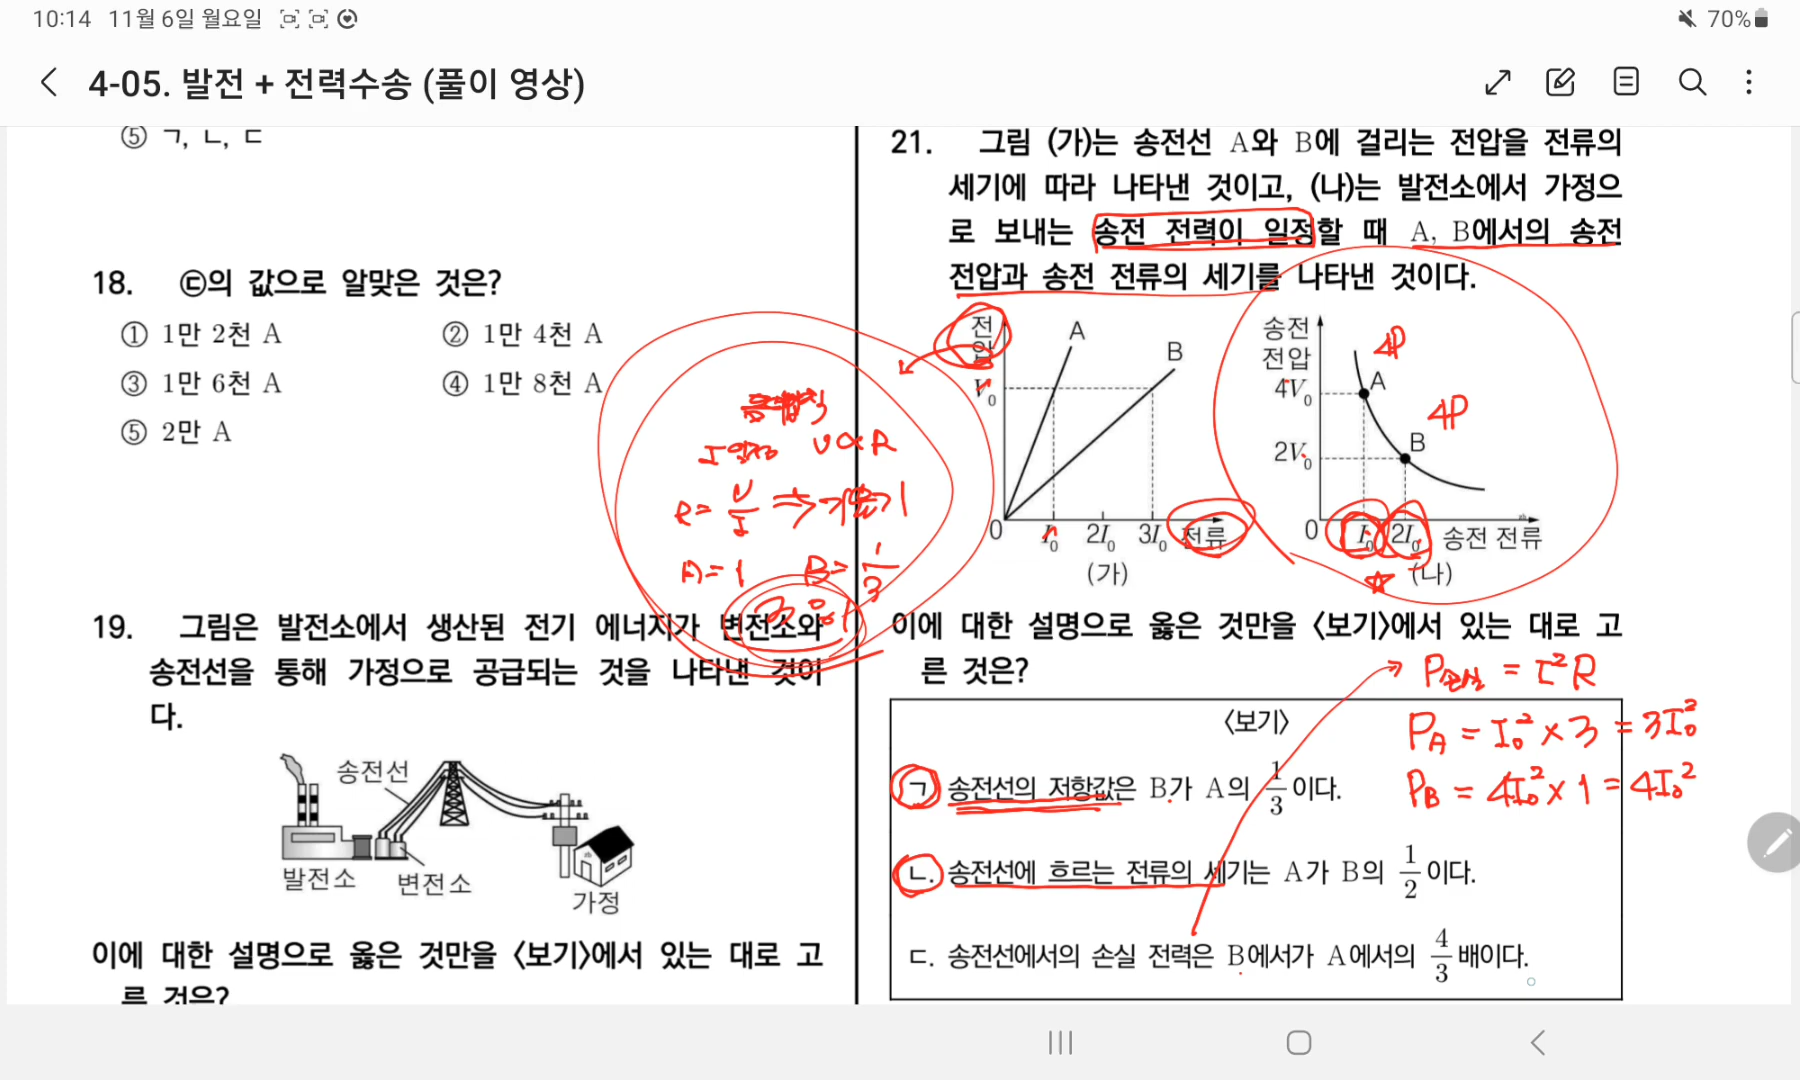 10:14 11월 6일 월요일
70%
4-05. 발전 + 전력수송 (풀이 영상)
⑤ ㄱ, ㄴ, ㄷ
18. ㉢의 값으로 알맞은 것은?
① 1만 2천 A ② 1만 4천 A
③ 1만 6천 A ④ 1만 8천 A
⑤ 2만 A
I 일정 V∝R
R= V/I ⇒ 기울기
A=1 B= 1/3
19. 그림은 발전소에서 생산된 전기 에너지가 변전소와
송전선을 통해 가정으로 공급되는 것을 나타낸 것이
다.
송전선
발전소 변전소 가정
이에 대한 설명으로 옳은 것만을 <보기>에서 있는 대로 고
른 것은?
21. 그림 (가)는 송전선 A와 B에 걸리는 전압을 전류의
세기에 따라 나타낸 것이고, (나)는 발전소에서 가정으
로 보내는 송전 전력이 일정할 때 A, B에서의 송전
전압과 송전 전류의 세기를 나타낸 것이다.
전압
A
B
V₀
0 I₀ 2I₀ 3I₀ 전류
(가)
송전
전압
4P
4V₀ A
4P
2V₀ B
0 I₀ 2I₀ 송전 전류
(나)
이에 대한 설명으로 옳은 것만을 <보기>에서 있는 대로 고
른 것은?
P손실 = I²R
<보기>
P_A = I₀² × 3 = 3I₀²
P_B = 4I₀² × 1 = 4I₀²
ㄱ. 송전선의 저항값은 B가 A의 1/3이다.
ㄴ. 송전선에 흐르는 전류의 세기는 A가 B의 1/2이다.
ㄷ. 송전선에서의 손실 전력은 B에서가 A에서의 4/3배이다.